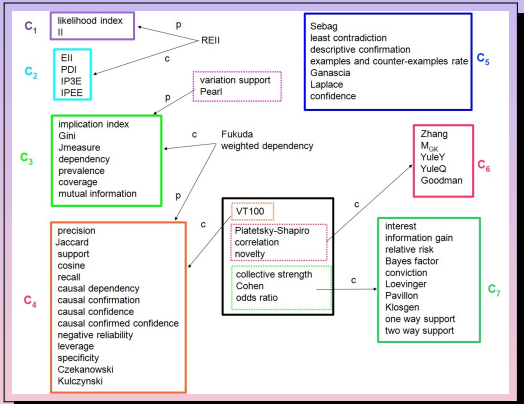 C1
likelihood index
II
p
REII
c
C2
EII
PDI
IP3E
IPEE
variation support
Pearl
p
Sebag
least contradiction
descriptive confirmation
examples and counter-examples rate
Ganascia
Laplace
confidence
C5
C3
implication index
Gini
Jmeasure
dependency
prevalence
coverage
mutual information
c
Fukuda
weighted dependency
p
Zhang
MGK
YuleY
YuleQ
Goodman
C6
C4
precision
Jaccard
support
cosine
recall
causal dependency
causal confirmation
causal confidence
causal confirmed confidence
negative reliability
leverage
specificity
Czekanowski
Kulczynski
c
VT100
Piatetsky-Shapiro
correlation
novelty
c
collective strength
Cohen
odds ratio
c
interest
information gain
relative risk
Bayes factor
conviction
Loevinger
Pavillon
Klosgen
one way support
two way support
C7